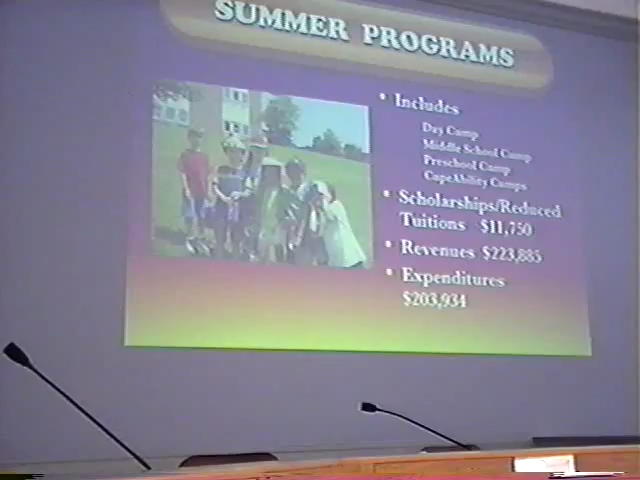 SUMMER PROGRAMS
• Includes
Day Camp
Middle School Camp
Preschool Camp
CapeAbility Camps
• Scholarships/Reduced
Tuitions $11,750
• Revenues $223,885
• Expenditures
$203,934